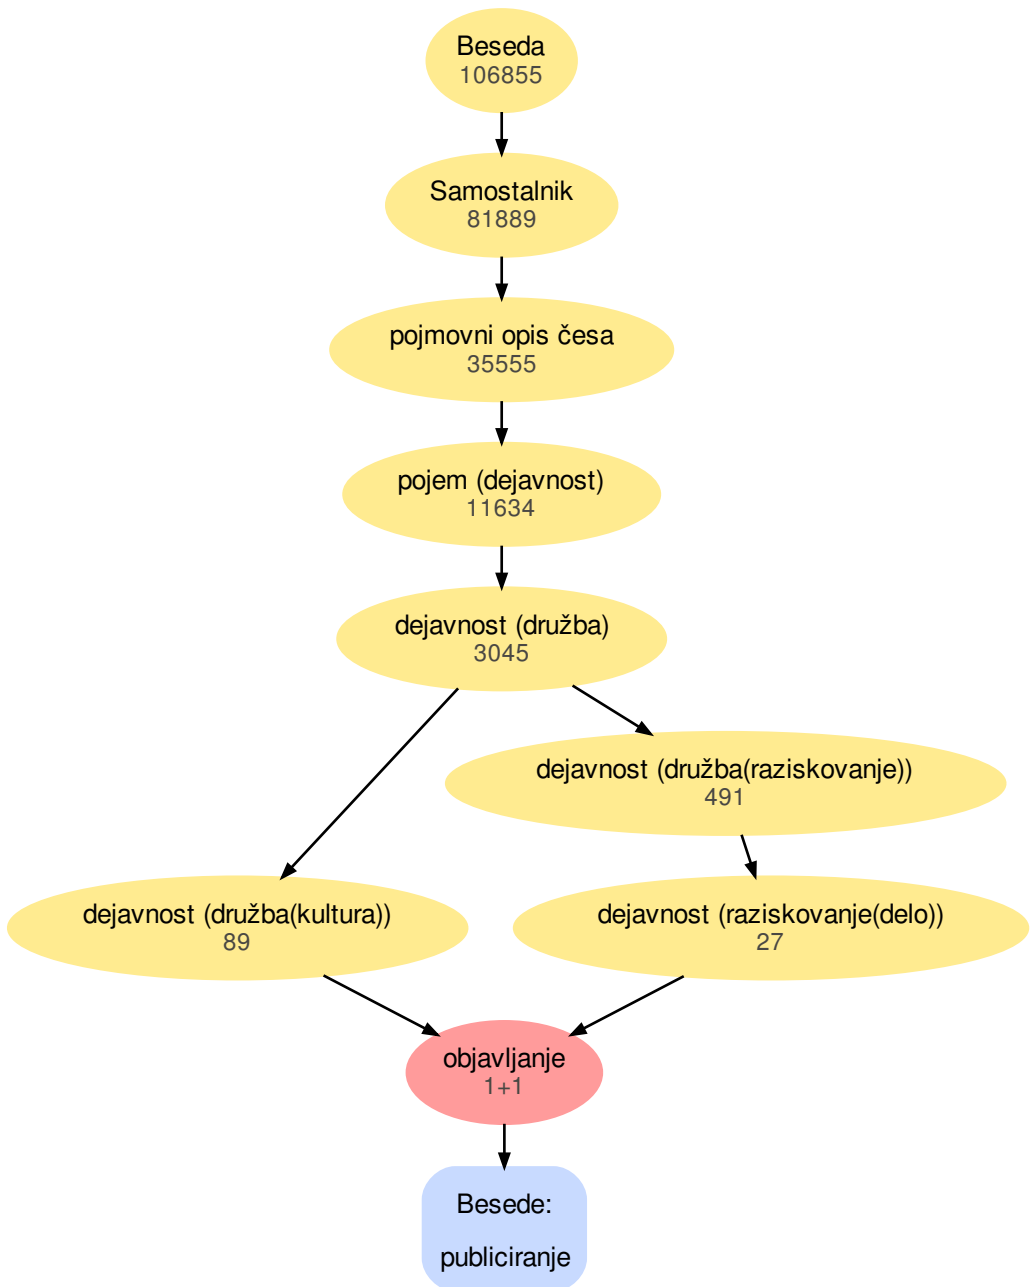 Beseda
106855
Samostalnik
81889
pojmovni opis česa
35555
pojem (dejavnost)
11634
dejavnost (družba)
3045
dejavnost (družba(raziskovanje))
491
dejavnost (družba(kultura))
89
dejavnost (raziskovanje(delo))
27
objavljanje
1+1
Besede:
publiciranje